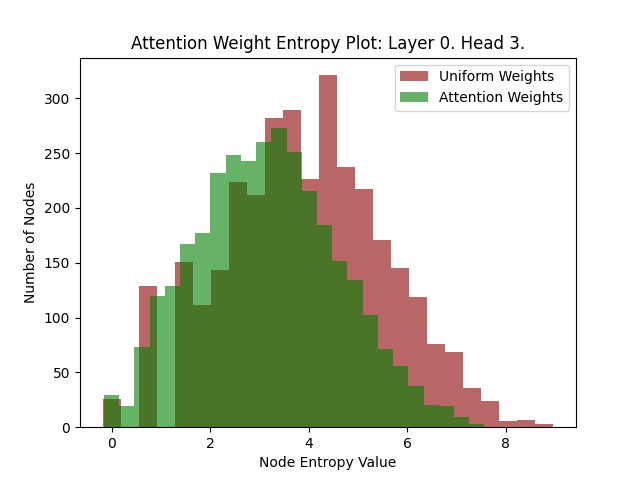 Attention Weight Entropy Plot: Layer 0. Head 3.
Uniform Weights
Attention Weights
300
250
200
150
100
50
0
Number of Nodes
0 2 4 6 8
Node Entropy Value